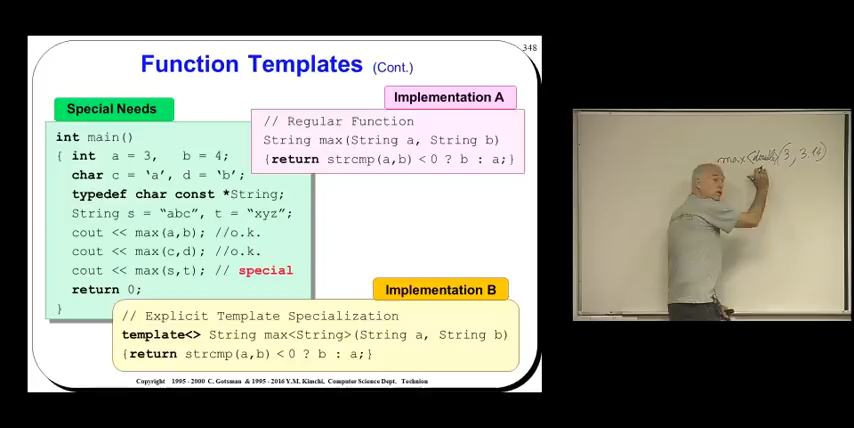 348
Function Templates (Cont.)
Special Needs
int main()
{ int a = 3, b = 4;
char c = ‘a’, d = ‘b’;
typedef char const *String;
String s = “abc”, t = “xyz”;
cout << max(a,b); //o.k.
cout << max(c,d); //o.k.
cout << max(s,t); // special
return 0;
}
Implementation A
// Regular Function
String max(String a, String b)
{return strcmp(a,b) <0 ? b : a;}
Implementation B
// Explicit Template Specialization
template<> String max<String>(String a, String b)
{return strcmp(a,b) <0 ? b : a;}
Copyright 1995 - 2000 C. Gotsman & 1995 - 2016 Y.M. Kimchi, Computer Science Dept. Technion
max<double>(3, 3.14)